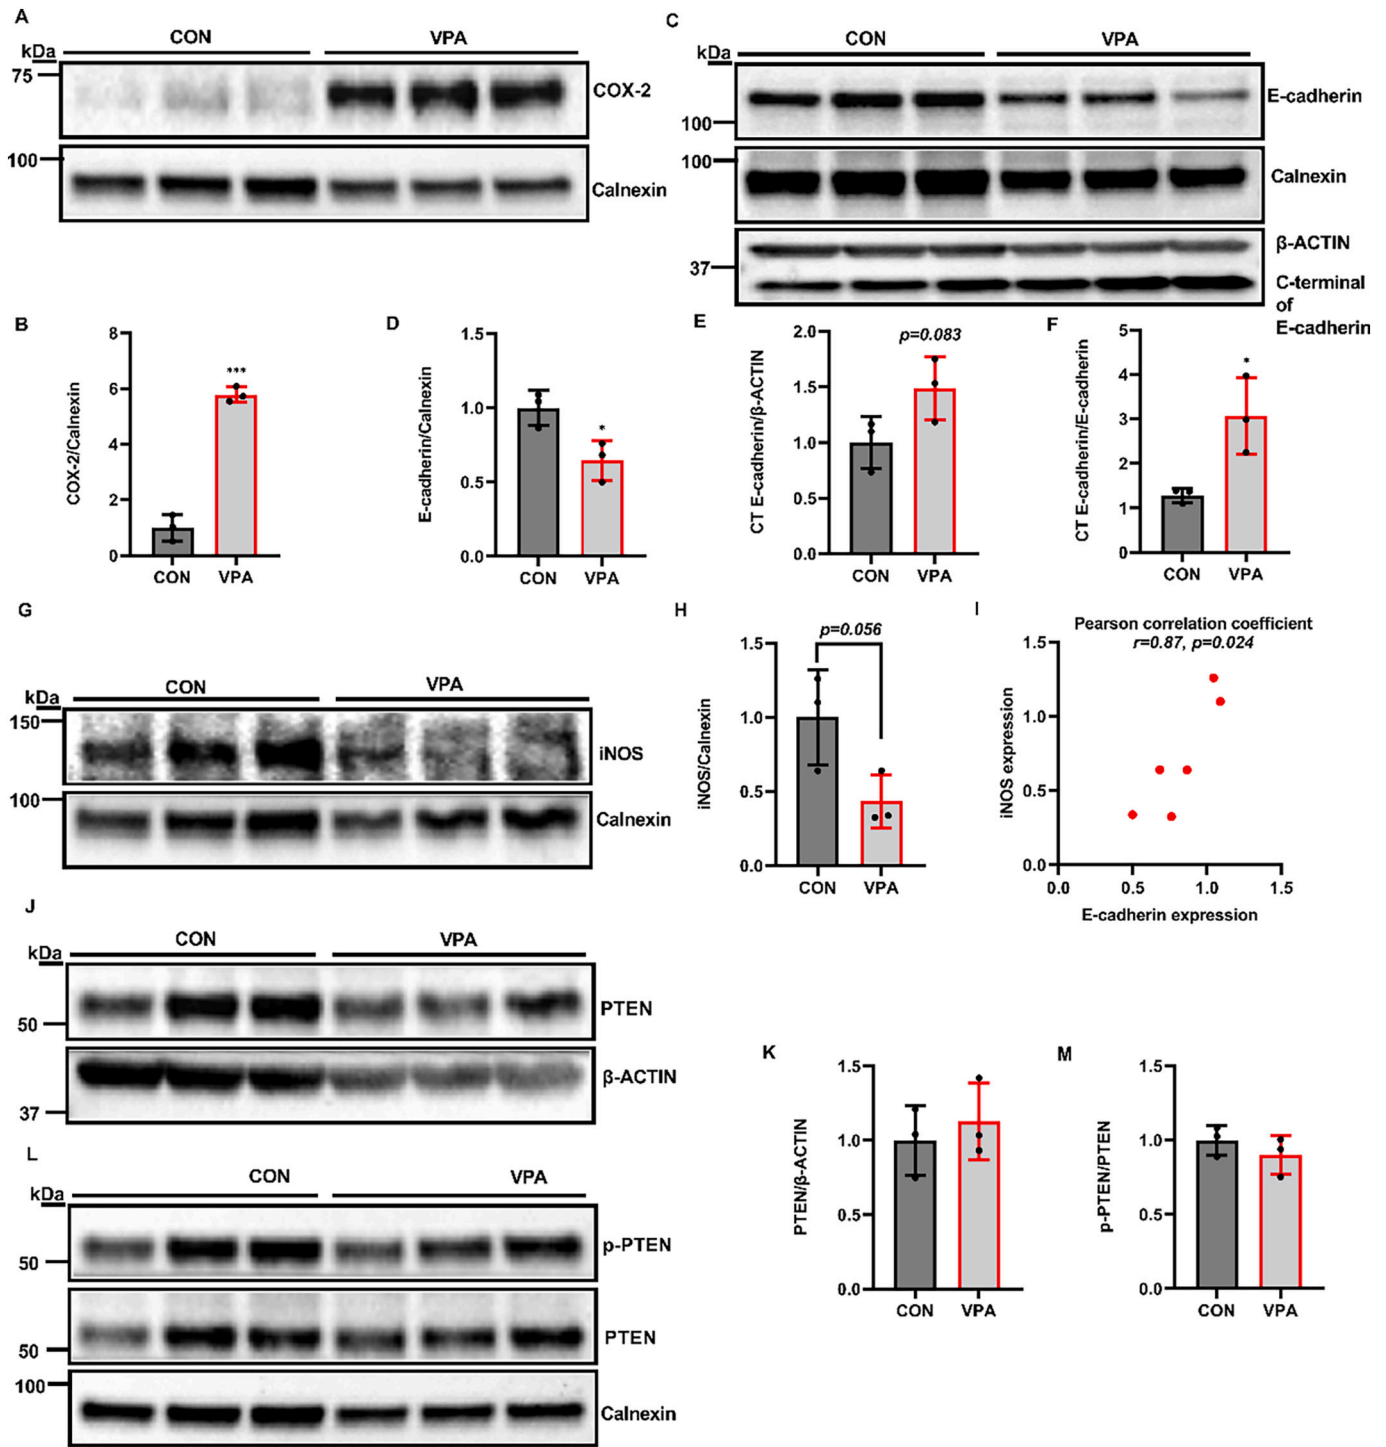 A
CON VPA
kDa
75
COX-2
100
Calnexin
C
CON VPA
kDa
E-cadherin
100
100
Calnexin
β-ACTIN
37
C-terminal
of
E-cadherin
B
COX-2/Calnexin
8
6
4
2
0
***
CON VPA
D
E-cadherin/Calnexin
1.5
1.0
0.5
0.0
*
CON VPA
E
CT E-cadherin/β-ACTIN
2.0
1.5
1.0
0.5
0.0
p=0.083
CON VPA
F
CT E-cadherin/E-cadherin
5
4
3
2
1
0
*
CON VPA
G
CON VPA
kDa
150
iNOS
100
Calnexin
H
iNOS/Calnexin
p=0.056
1.5
1.0
0.5
0.0
CON VPA
I
Pearson correlation coefficient
r=0.87, p=0.024
iNOS expression
1.5
1.0
0.5
0.0
0.0 0.5 1.0 1.5
E-cadherin expression
J
CON VPA
kDa
PTEN
50
β-ACTIN
37
K
PTEN/β-ACTIN
1.5
1.0
0.5
0.0
CON VPA
M
p-PTEN/PTEN
1.5
1.0
0.5
0.0
CON VPA
L
CON VPA
kDa
p-PTEN
50
PTEN
50
100
Calnexin